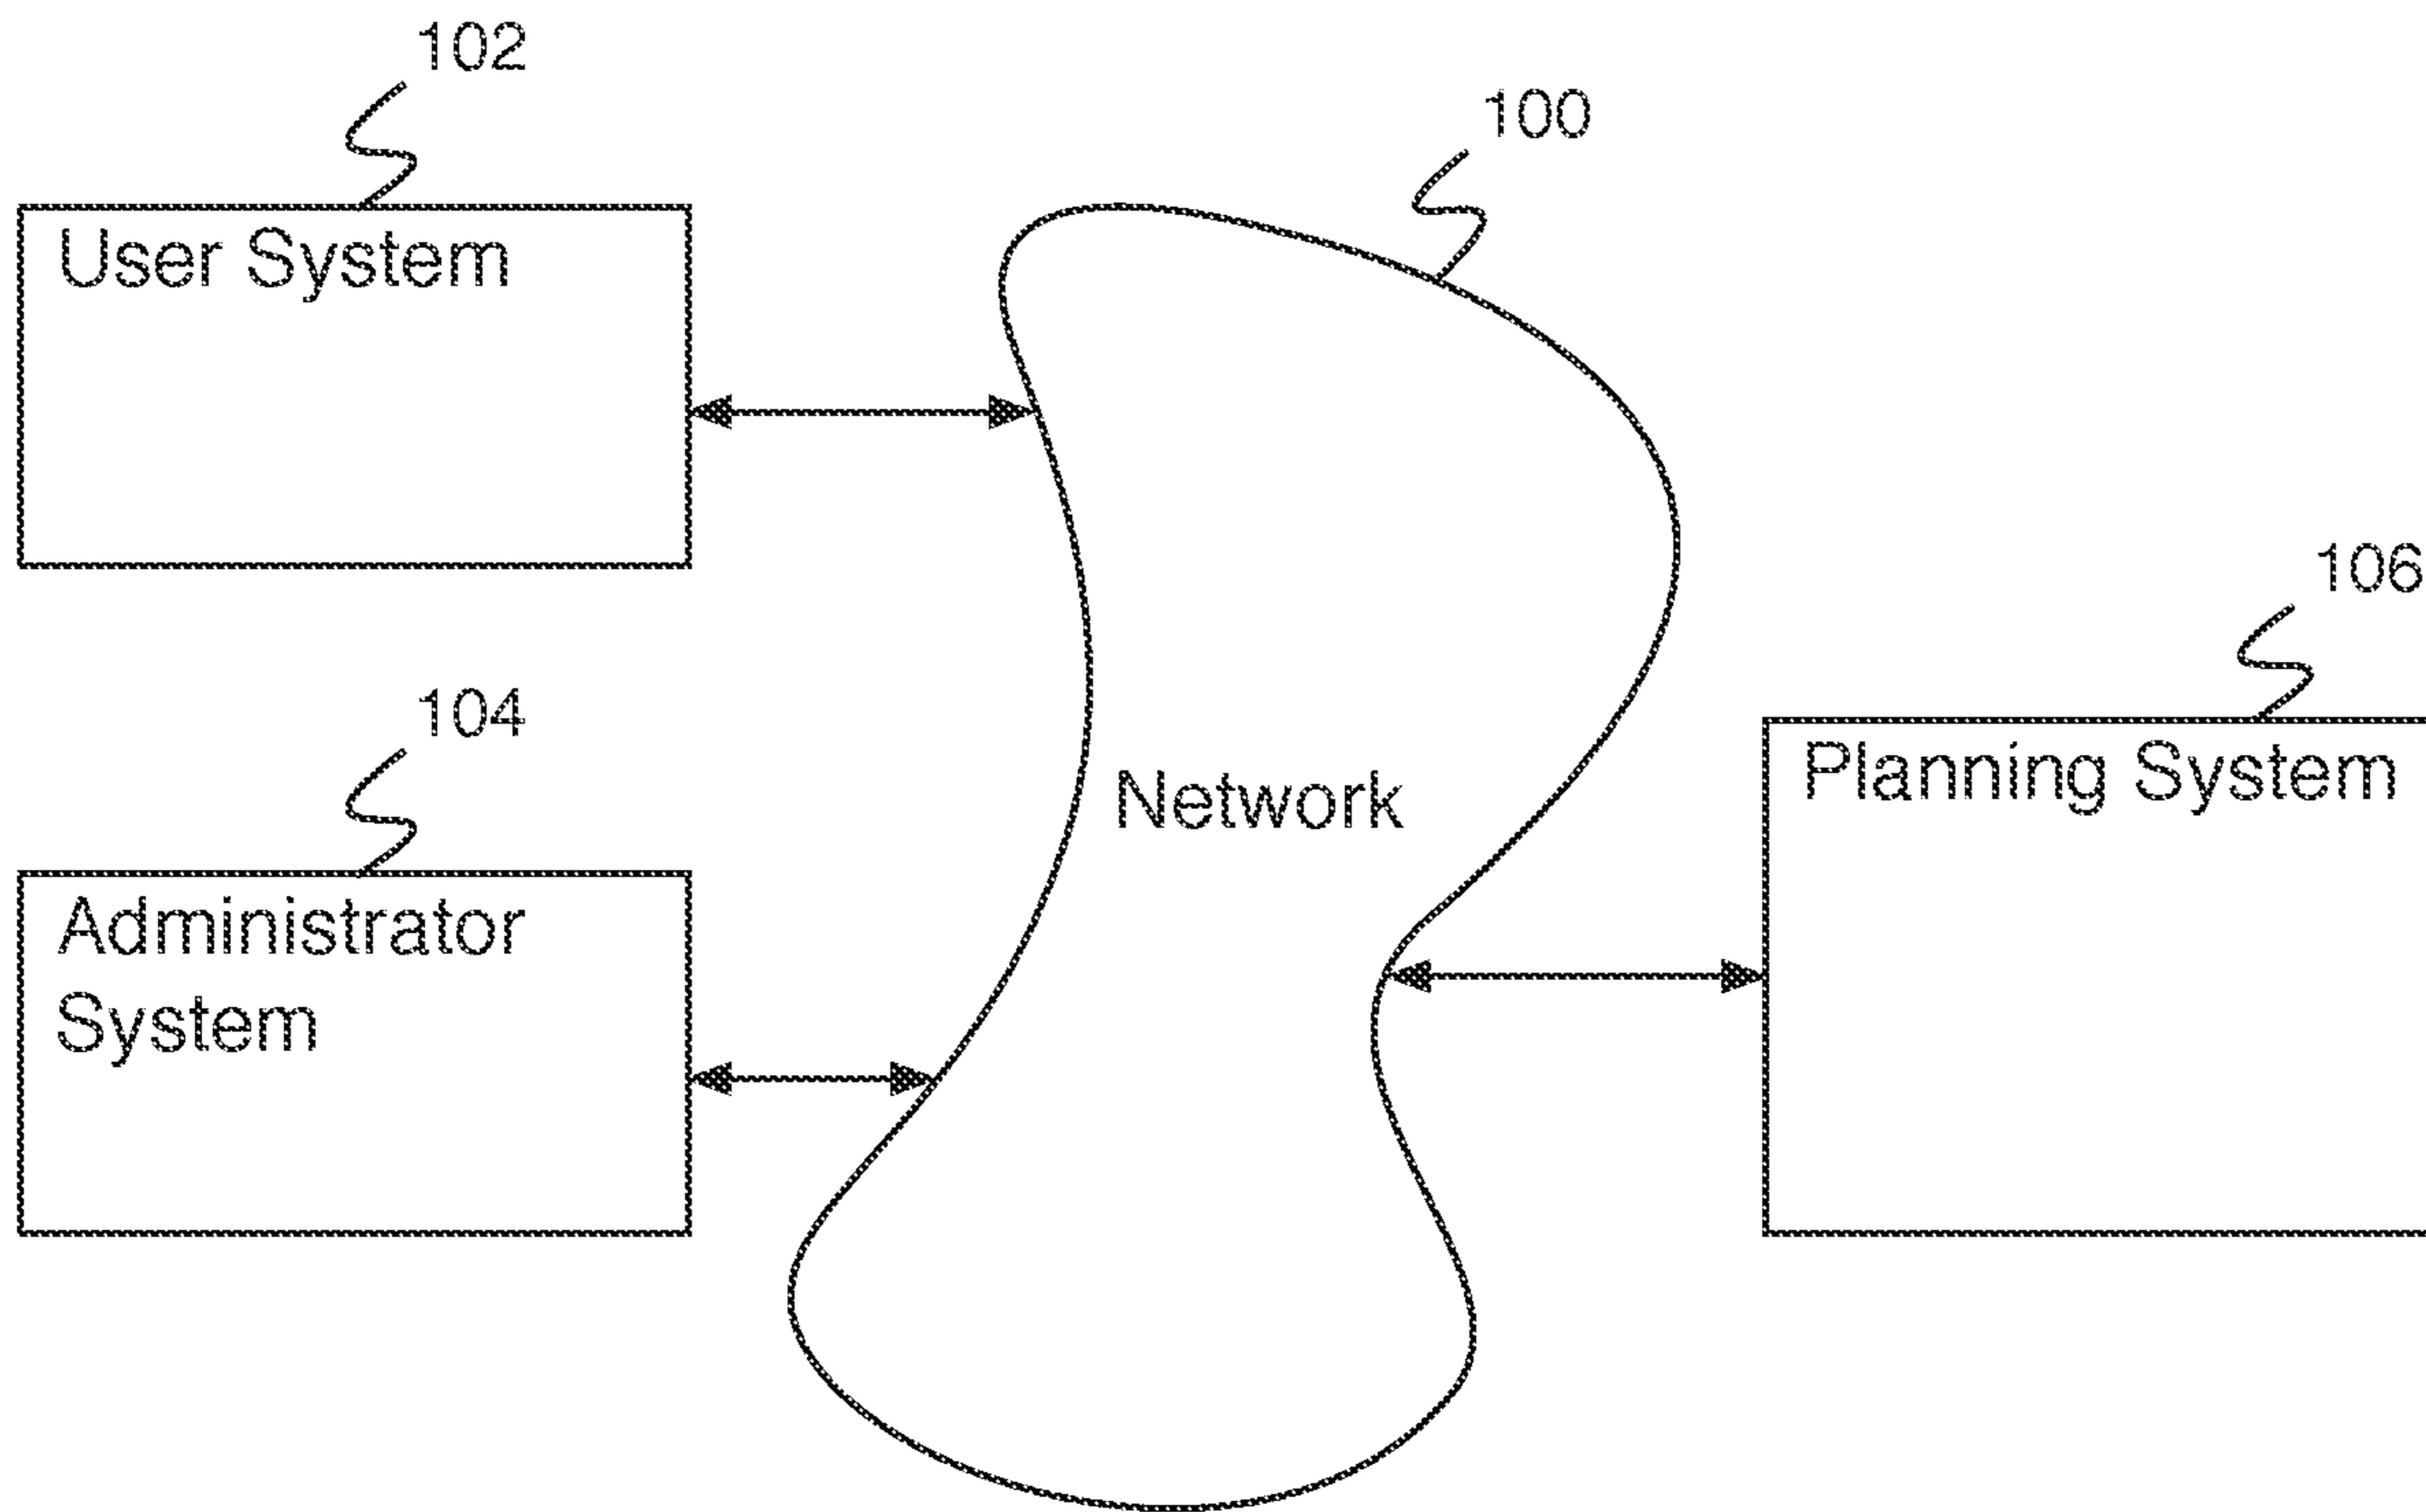 102
100
User System
106
104
Network
Planning System
Administrator
System